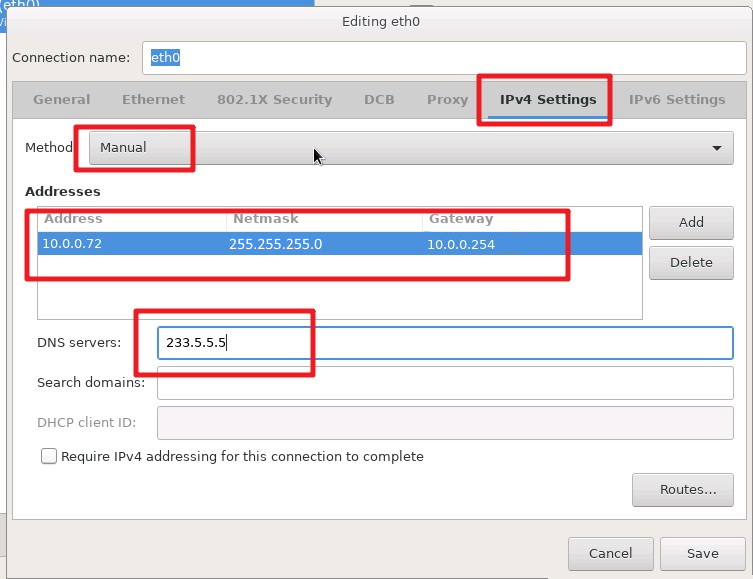 (eth0)
Editing eth0
Connection name: eth0
General Ethernet 802.1X Security DCB Proxy IPv4 Settings IPv6 Settings
Method Manual
Addresses
Address Netmask Gateway
10.0.0.72 255.255.255.0 10.0.0.254
Add
Delete
DNS servers: 233.5.5.5
Search domains:
DHCP client ID:
Require IPv4 addressing for this connection to complete
Routes...
Cancel Save